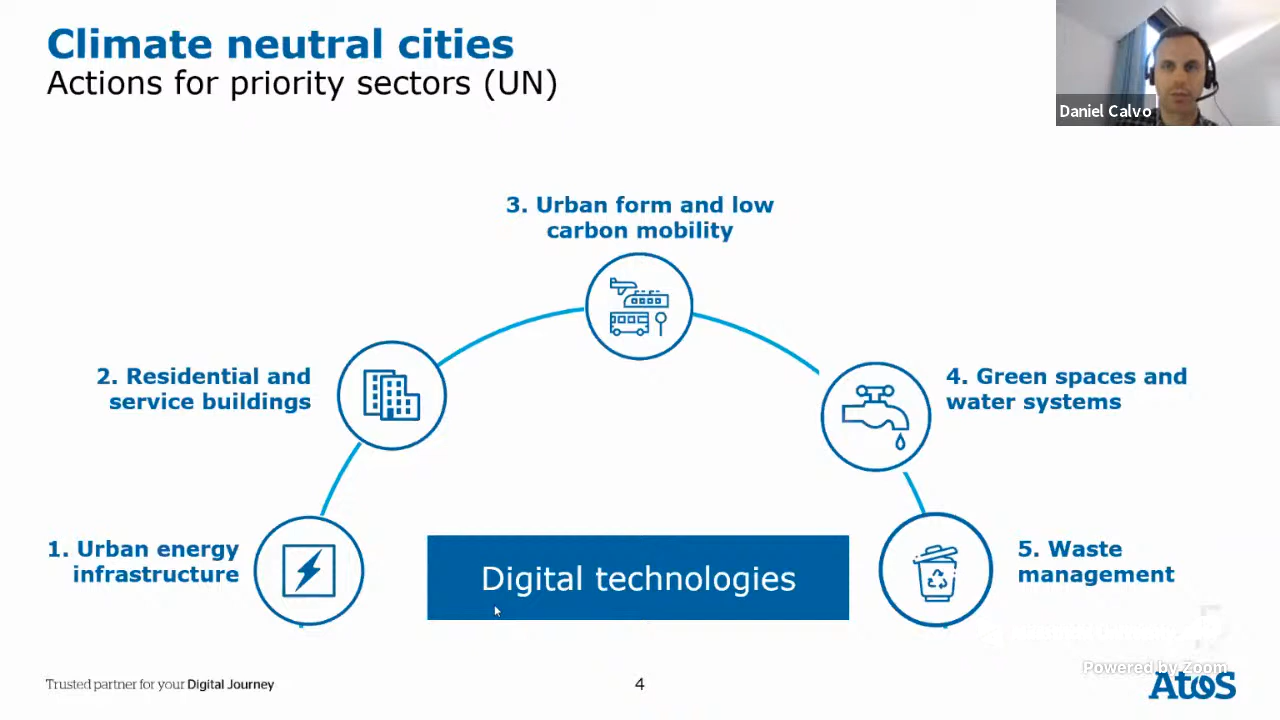 Climate neutral cities
Actions for priority sectors (UN)
Daniel Calvo
3. Urban form and low
carbon mobility
2. Residential and
service buildings
4. Green spaces and
water systems
1. Urban energy
infrastructure
Digital technologies
5. Waste
management
Powered by Zoom
Trusted partner for your Digital Journey
4
Atos